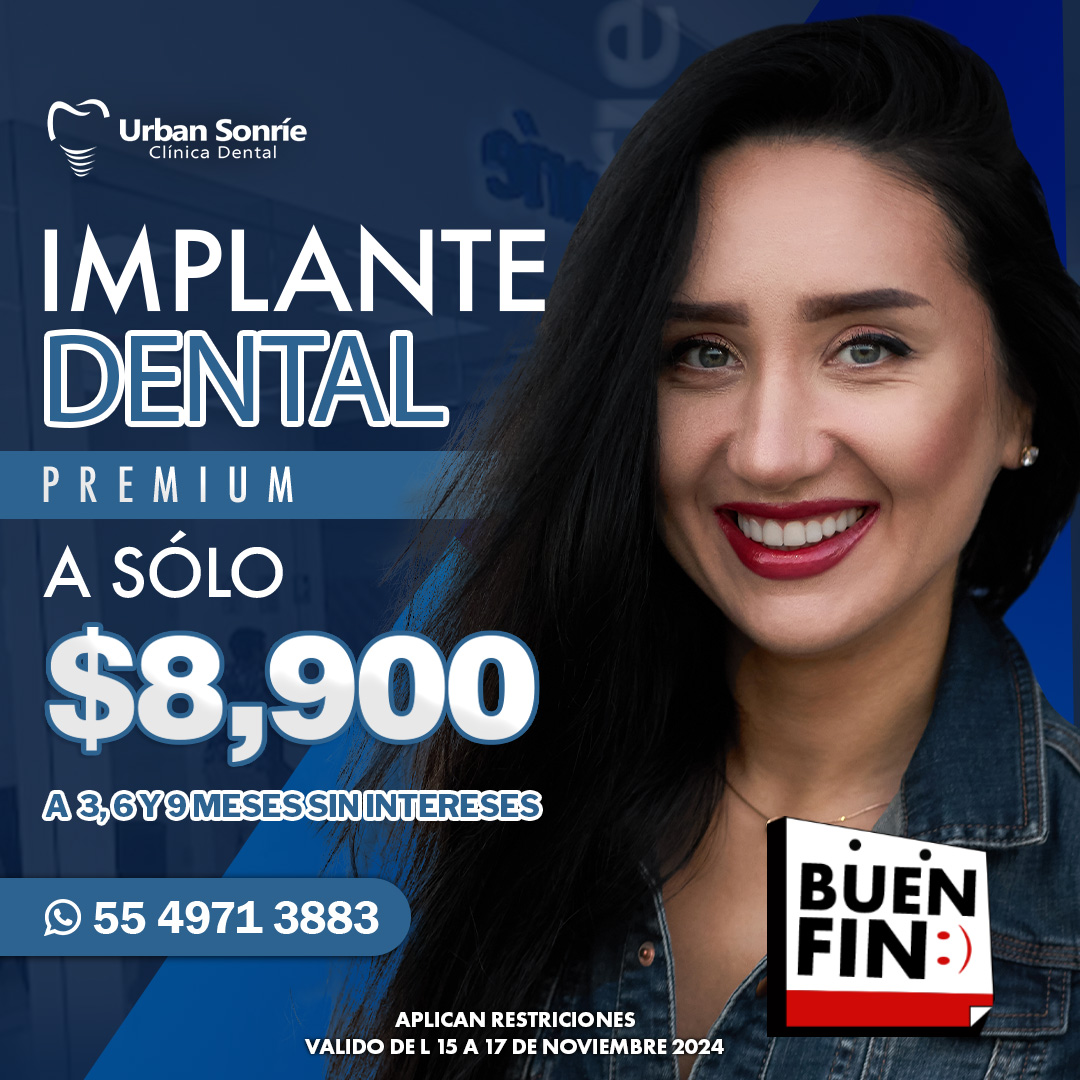 Urban Sonríe
Clínica Dental
IMPLANTE
DENTAL
PREMIUM
A SÓLO
$8,900
A 3, 6 Y 9 MESES SIN INTERESES
55 4971 3883
BUEN
FIN:)
APLICAN RESTRICIONES
VALIDO DE L 15 A 17 DE NOVIEMBRE 2024